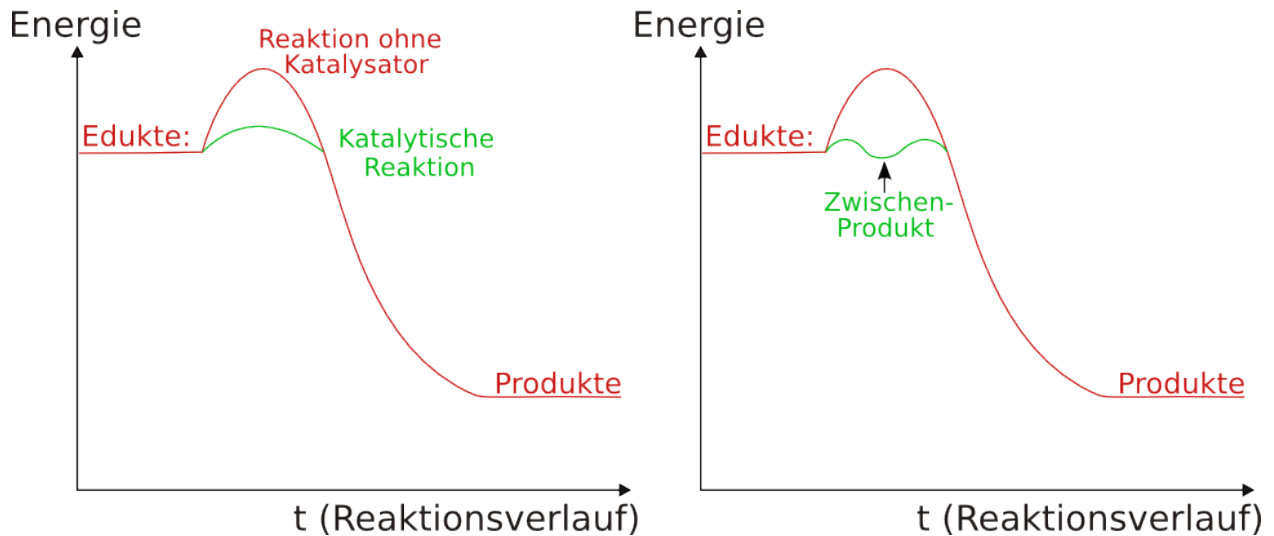 Energie
Reaktion ohne
Katalysator
Edukte:
Katalytische
Reaktion
Produkte
t (Reaktionsverlauf)
Energie
Edukte:
Zwischen-
Produkt
Produkte
t (Reaktionsverlauf)